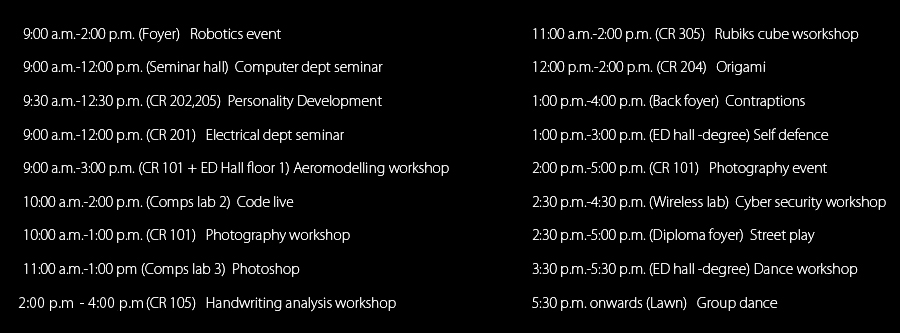 9:00 a.m.-2:00 p.m. (Foyer) Robotics event
9:00 a.m.-12:00 p.m. (Seminar hall) Computer dept seminar
9:30 a.m.-12:30 p.m. (CR 202,205) Personality Development
9:00 a.m.-12:00 p.m. (CR 201) Electrical dept seminar
9:00 a.m.-3:00 p.m. (CR 101 + ED Hall floor 1) Aeromodelling workshop
10:00 a.m.-2:00 p.m. (Comps lab 2) Code live
10:00 a.m.-1:00 p.m. (CR 101) Photography workshop
11:00 a.m.-1:00 pm (Comps lab 3) Photoshop
2:00 p.m - 4:00 p.m (CR 105) Handwriting analysis workshop
11:00 a.m.-2:00 p.m. (CR 305) Rubiks cube wsorkshop
12:00 p.m.-2:00 p.m. (CR 204) Origami
1:00 p.m.-4:00 p.m. (Back foyer) Contraptions
1:00 p.m.-3:00 p.m. (ED hall -degree) Self defence
2:00 p.m.-5:00 p.m. (CR 101) Photography event
2:30 p.m.-4:30 p.m. (Wireless lab) Cyber security workshop
2:30 p.m.-5:00 p.m. (Diploma foyer) Street play
3:30 p.m.-5:30 p.m. (ED hall -degree) Dance workshop
5:30 p.m. onwards (Lawn) Group dance